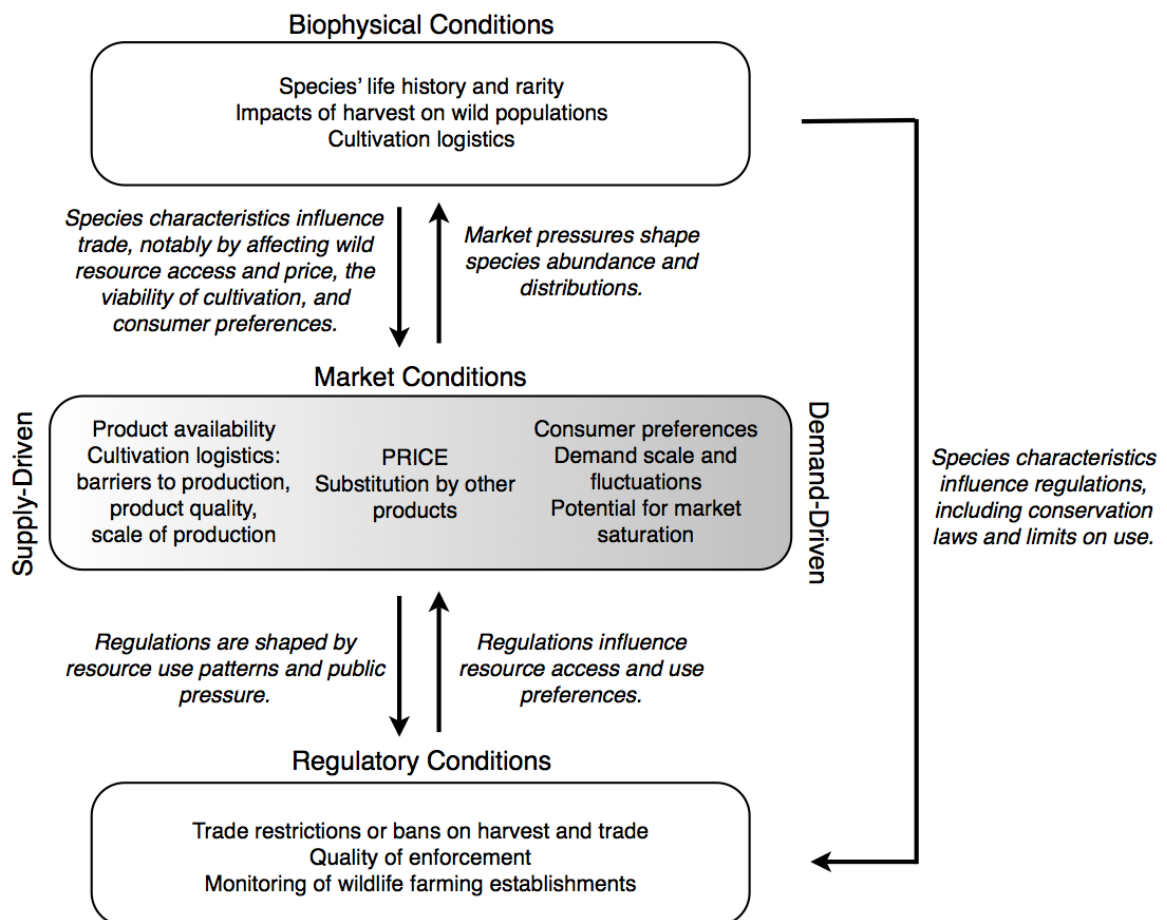 Biophysical Conditions
Species’ life history and rarity
Impacts of harvest on wild populations
Cultivation logistics
Species characteristics influence
trade, notably by affecting wild
resource access and price, the
viability of cultivation, and
consumer preferences.
Market pressures shape
species abundance and
distributions.
Market Conditions
Supply-Driven
Product availability
Cultivation logistics:
barriers to production,
product quality,
scale of production
PRICE
Substitution by other
products
Consumer preferences
Demand scale and
fluctuations
Potential for market
saturation
Demand-Driven
Species characteristics
influence regulations,
including conservation
laws and limits on use.
Regulations are shaped by
resource use patterns and public
pressure.
Regulations influence
resource access and use
preferences.
Regulatory Conditions
Trade restrictions or bans on harvest and trade
Quality of enforcement
Monitoring of wildlife farming establishments